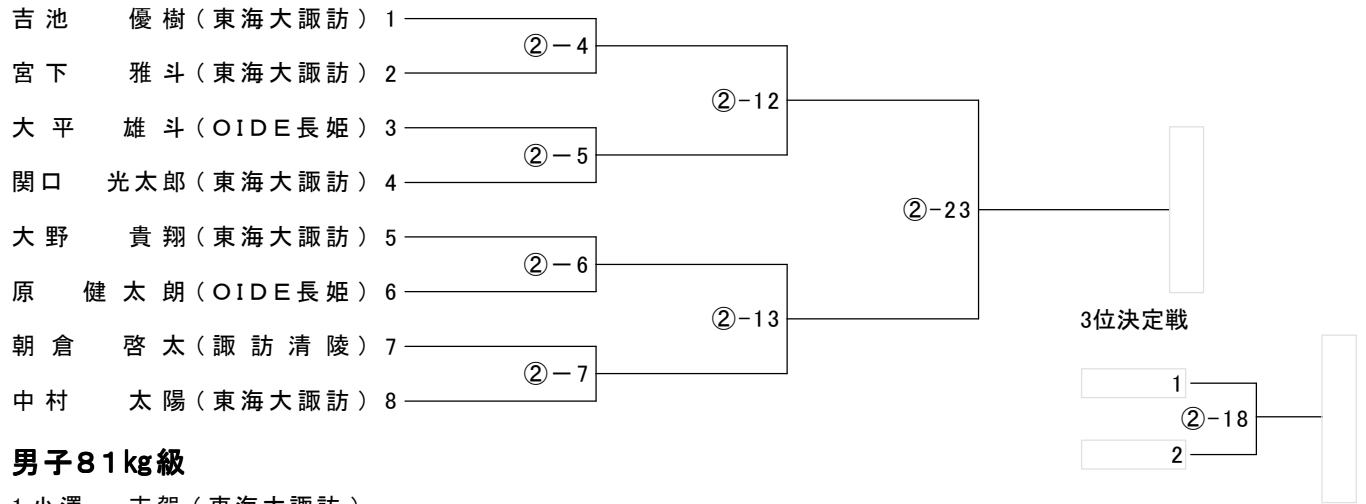 吉池 優樹(東海大諏訪) 1
②－4
宮下 雅斗(東海大諏訪) 2
②-12
大平 雄斗(OIDE長姫) 3
②－5
関口 光太郎(東海大諏訪) 4
②-23
大野 貴翔(東海大諏訪) 5
②－6
原 健太朗(OIDE長姫) 6
②-13
3位決定戦
朝倉 啓太(諏訪清陵) 7
②－7
1
中村 太陽(東海大諏訪) 8
②-18
2
男子81kg級